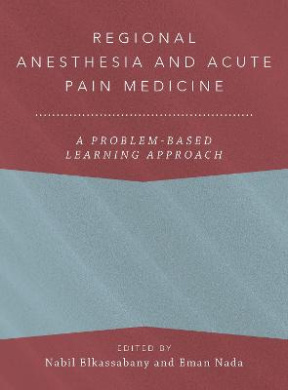 REGIONAL
ANESTHESIA AND ACUTE
PAIN MEDICINE
A PROBLEM-BASED
LEARNING APPROACH
EDITED BY
Nabil Elkassabany and Eman Nada